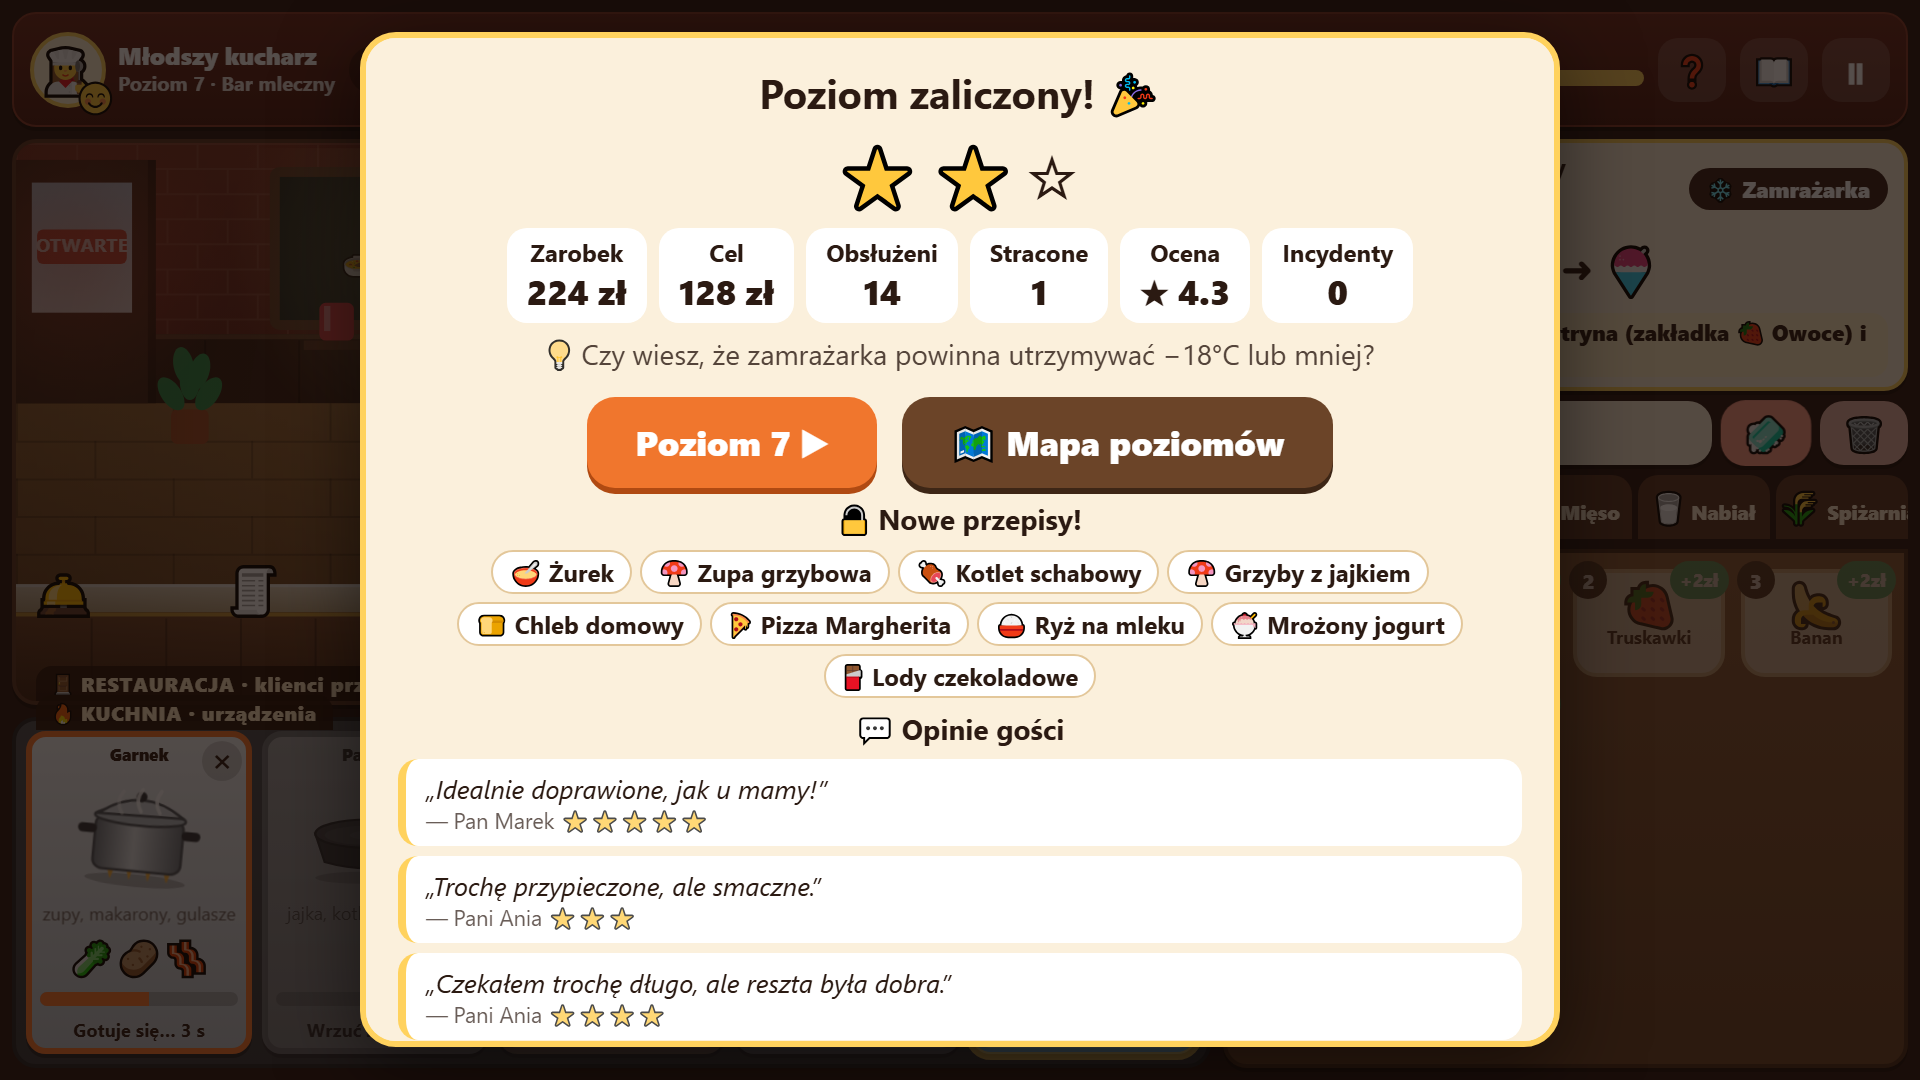 Młodszy kucharz
Poziom 7 · Bar mleczny
OTWARTE
Poziom zaliczony!
Zarobek
224 zł
Cel
128 zł
Obsłużeni
14
Stracone
1
Ocena
★ 4.3
Incydenty
0
Czy wiesz, że zamrażarka powinna utrzymywać −18°C lub mniej?
Poziom 7 ▶
Mapa poziomów
Nowe przepisy!
Żurek
Zupa grzybowa
Kotlet schabowy
Grzyby z jajkiem
Chleb domowy
Pizza Margherita
Ryż na mleku
Mrożony jogurt
Lody czekoladowe
Opinie gości
„Idealnie doprawione, jak u mamy!”
— Pan Marek
„Trochę przypieczone, ale smaczne.”
— Pani Ania
„Czekałem trochę długo, ale reszta była dobra.”
— Pani Ania
Zamrażarka
(zakładka Owoce) i
Mięso
Nabiał
2
+2zł
Truskawki
3
+2zł
Banan
RESTAURACJA · klienci
KUCHNIA · urządzenia
Garnek
zupy, makarony, gulasze
Gotuje się... 3 s
jajka,